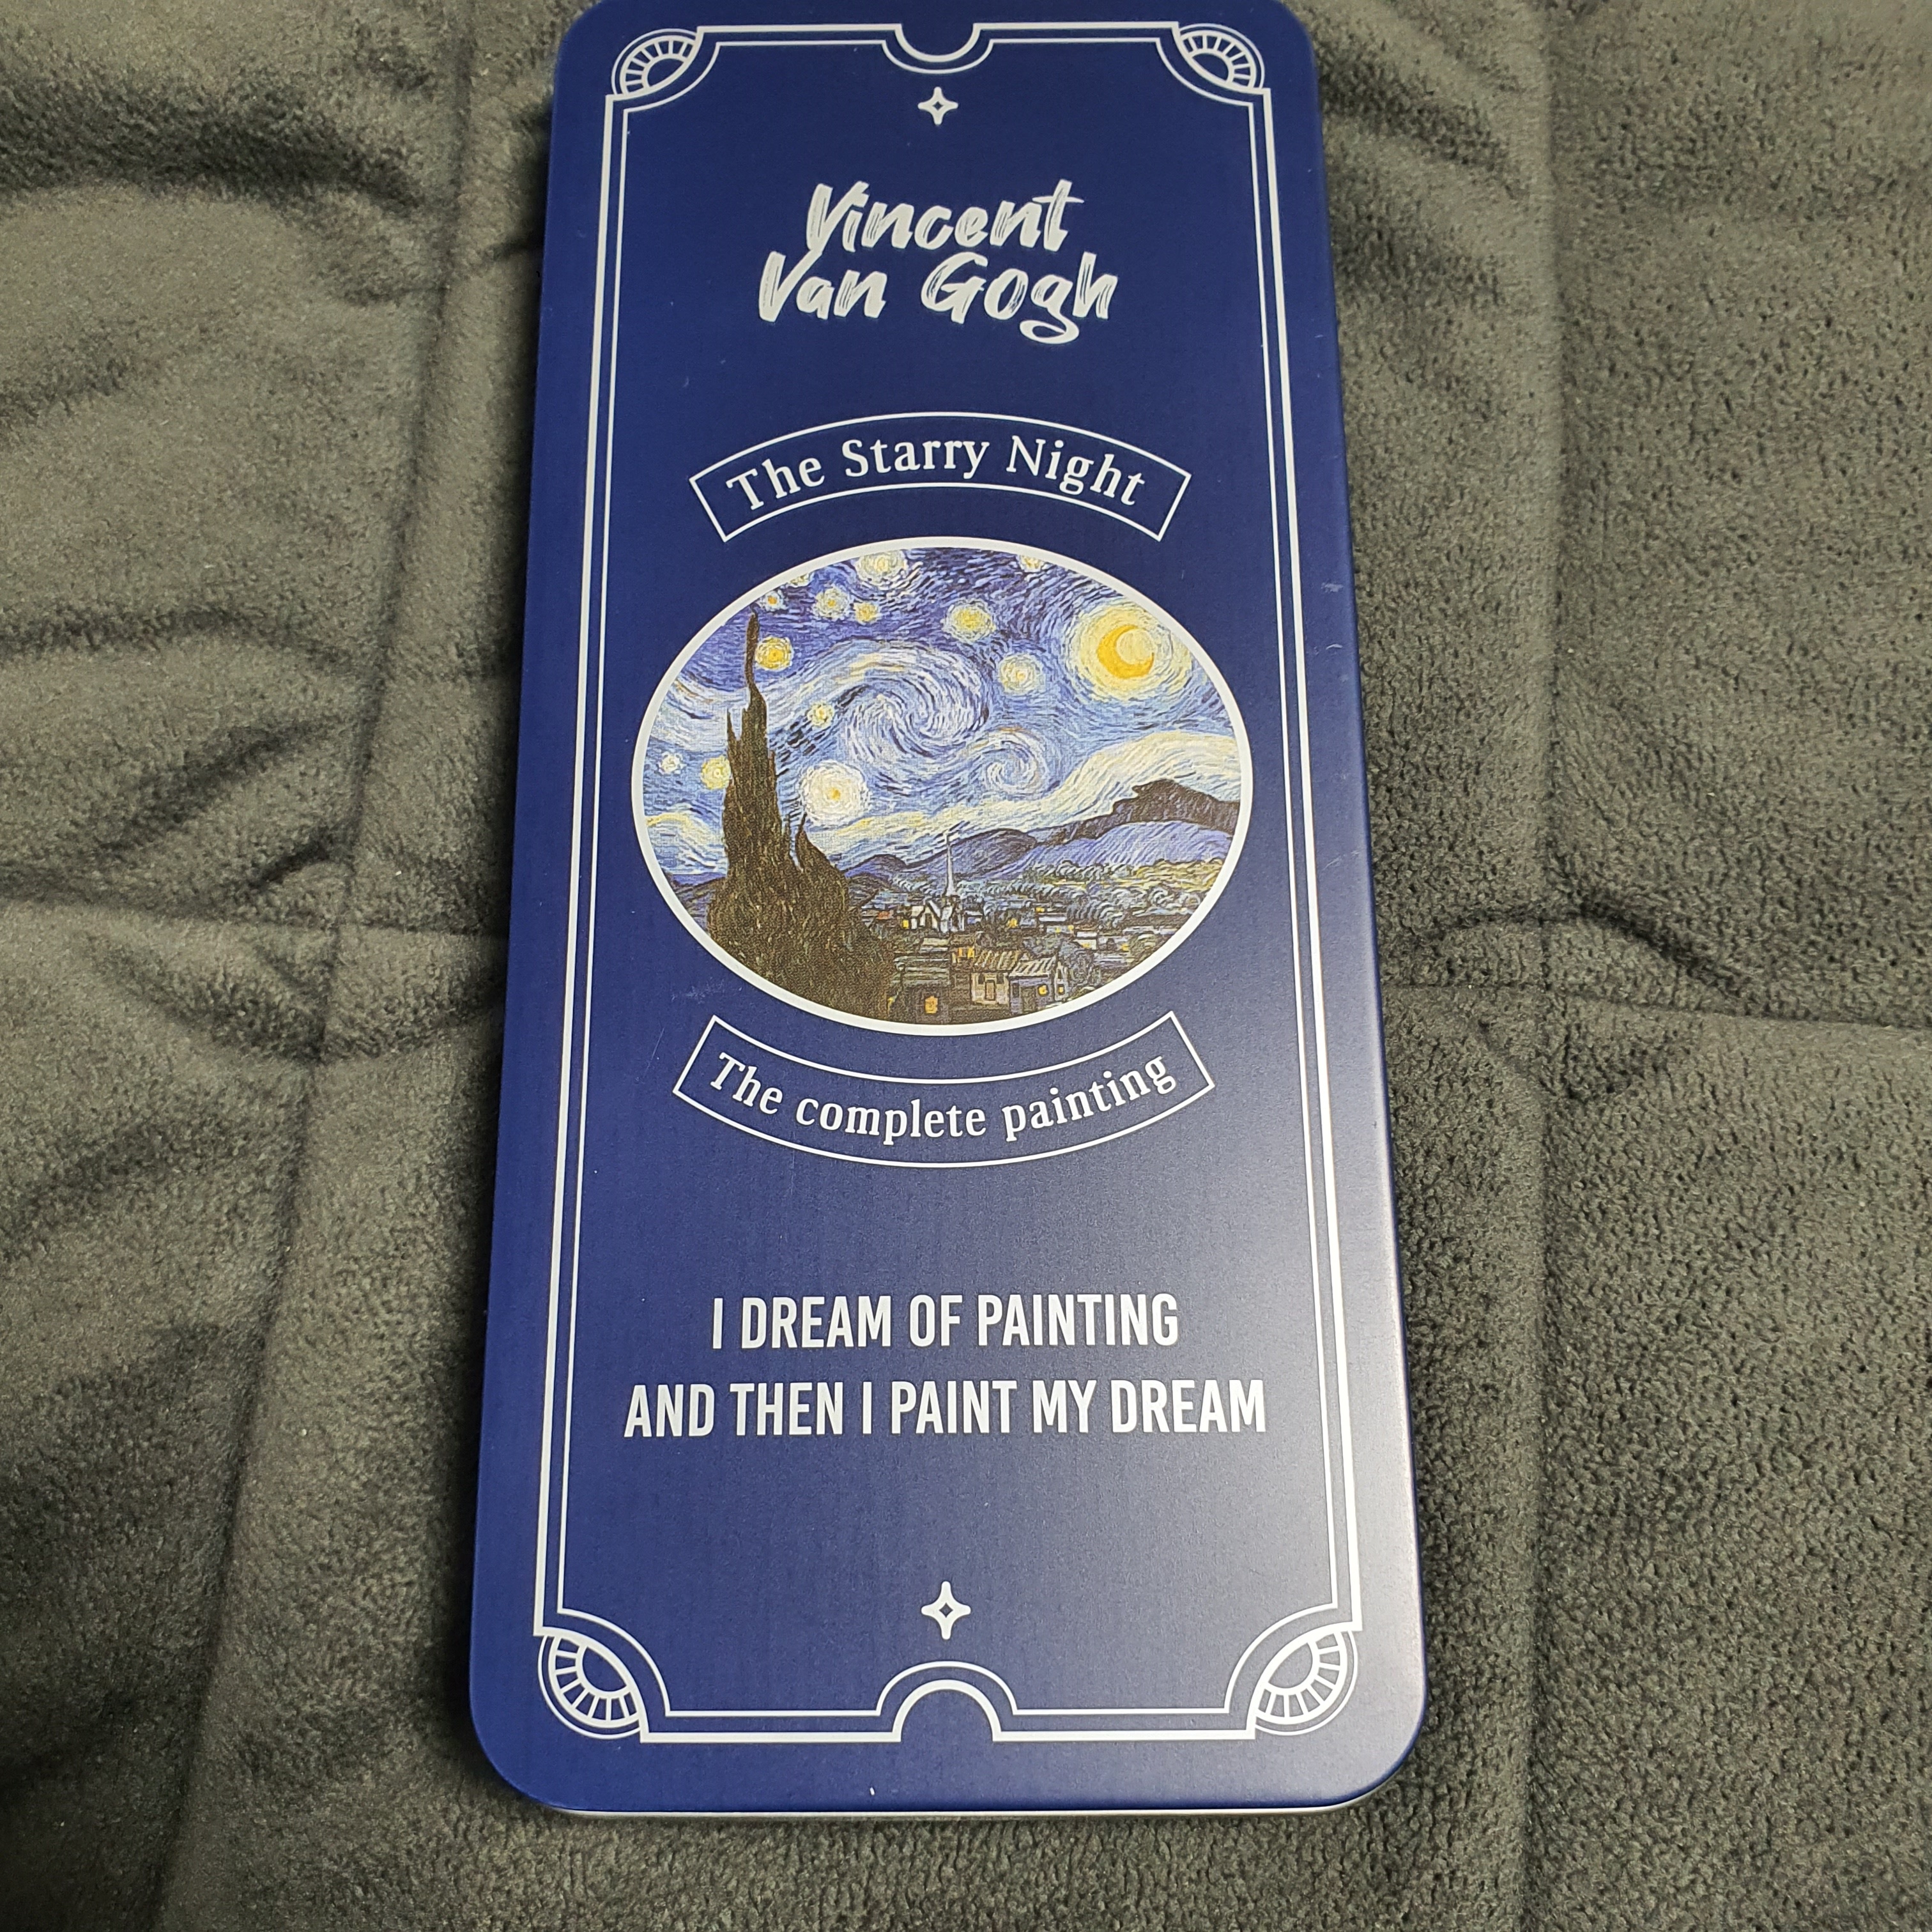 Vincent
Van Gogh
The Starry Night
The complete painting
I DREAM OF PAINTING
AND THEN I PAINT MY DREAM